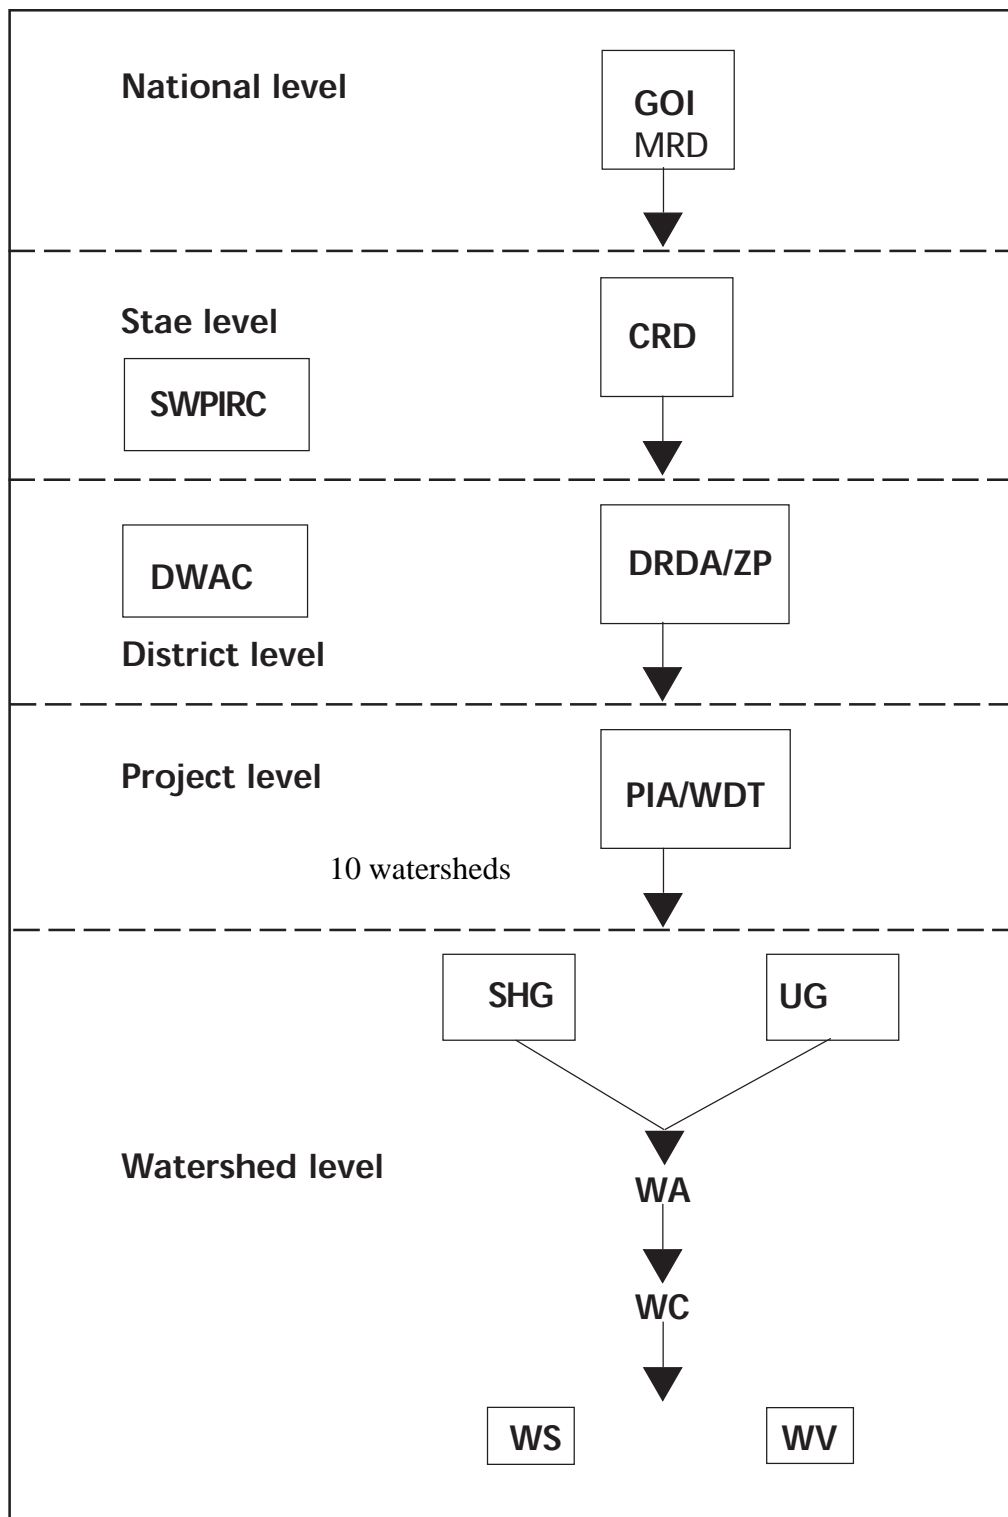 National level
GOI
MRD
Stae level
CRD
SWPIRC
DWAC
DRDA/ZP
District level
Project level
PIA/WDT
10 watersheds
SHG
UG
Watershed level
WA
WC
WS
WV